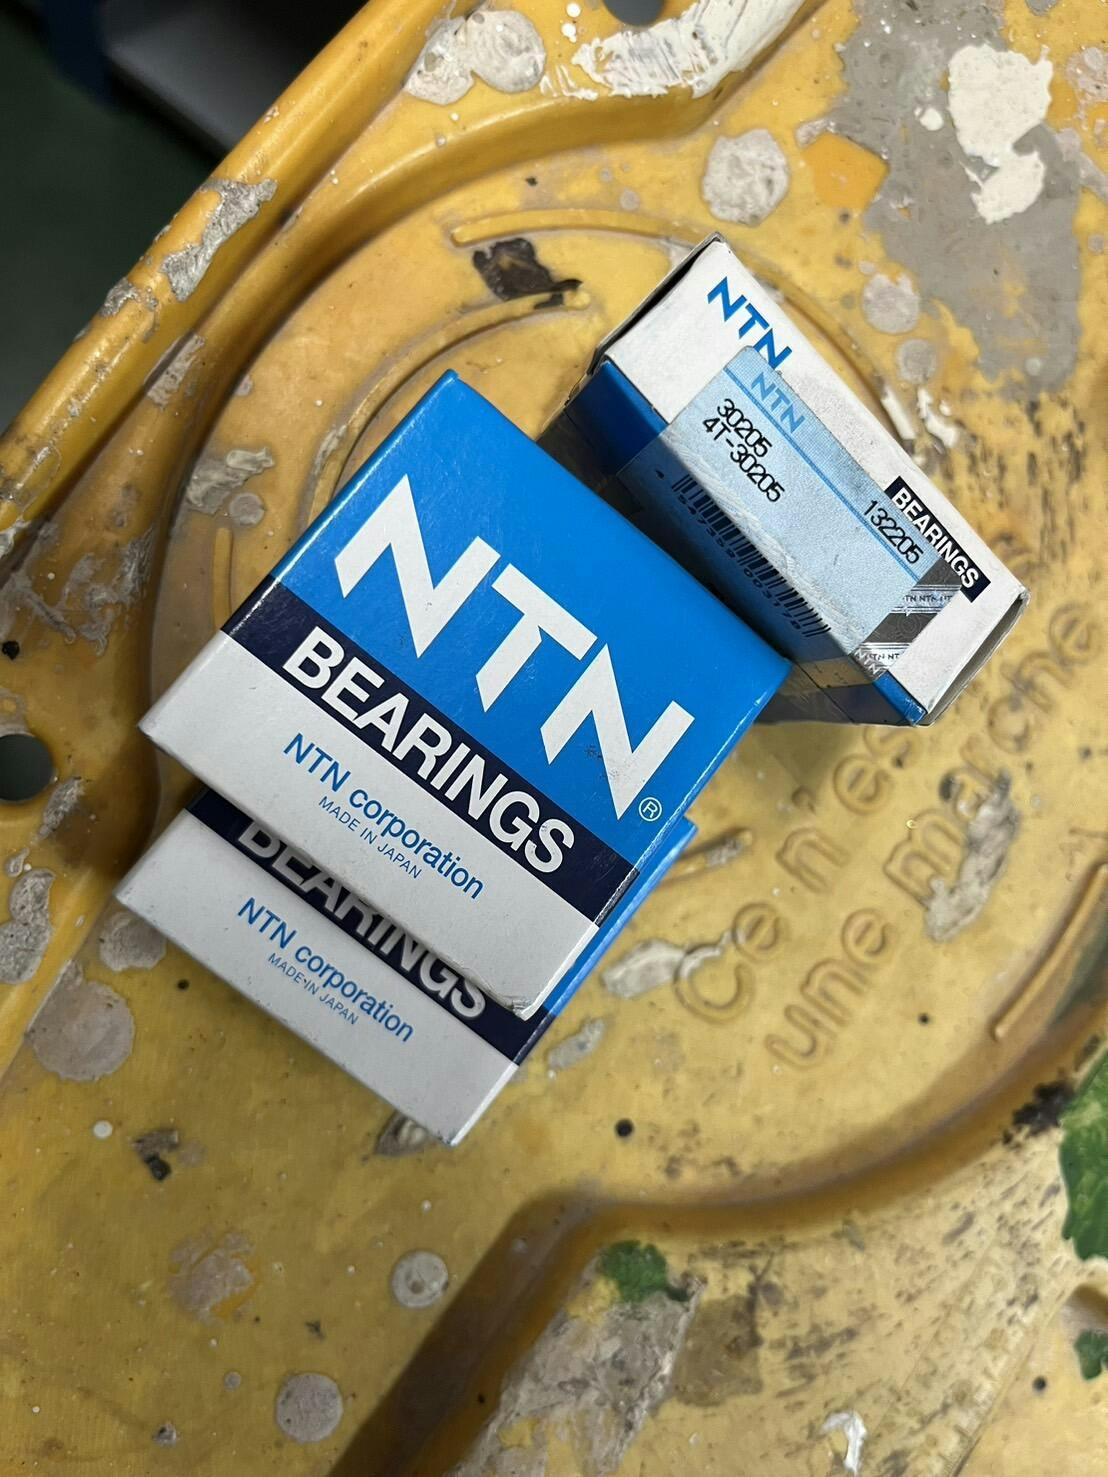 NTN
NTN
30205
4T-30205
132205
BEARINGS
NTN®
BEARINGS
NTN corporation
MADE IN JAPAN
BEARINGS
NTN corporation
MADE IN JAPAN
Ce n'est
une marche